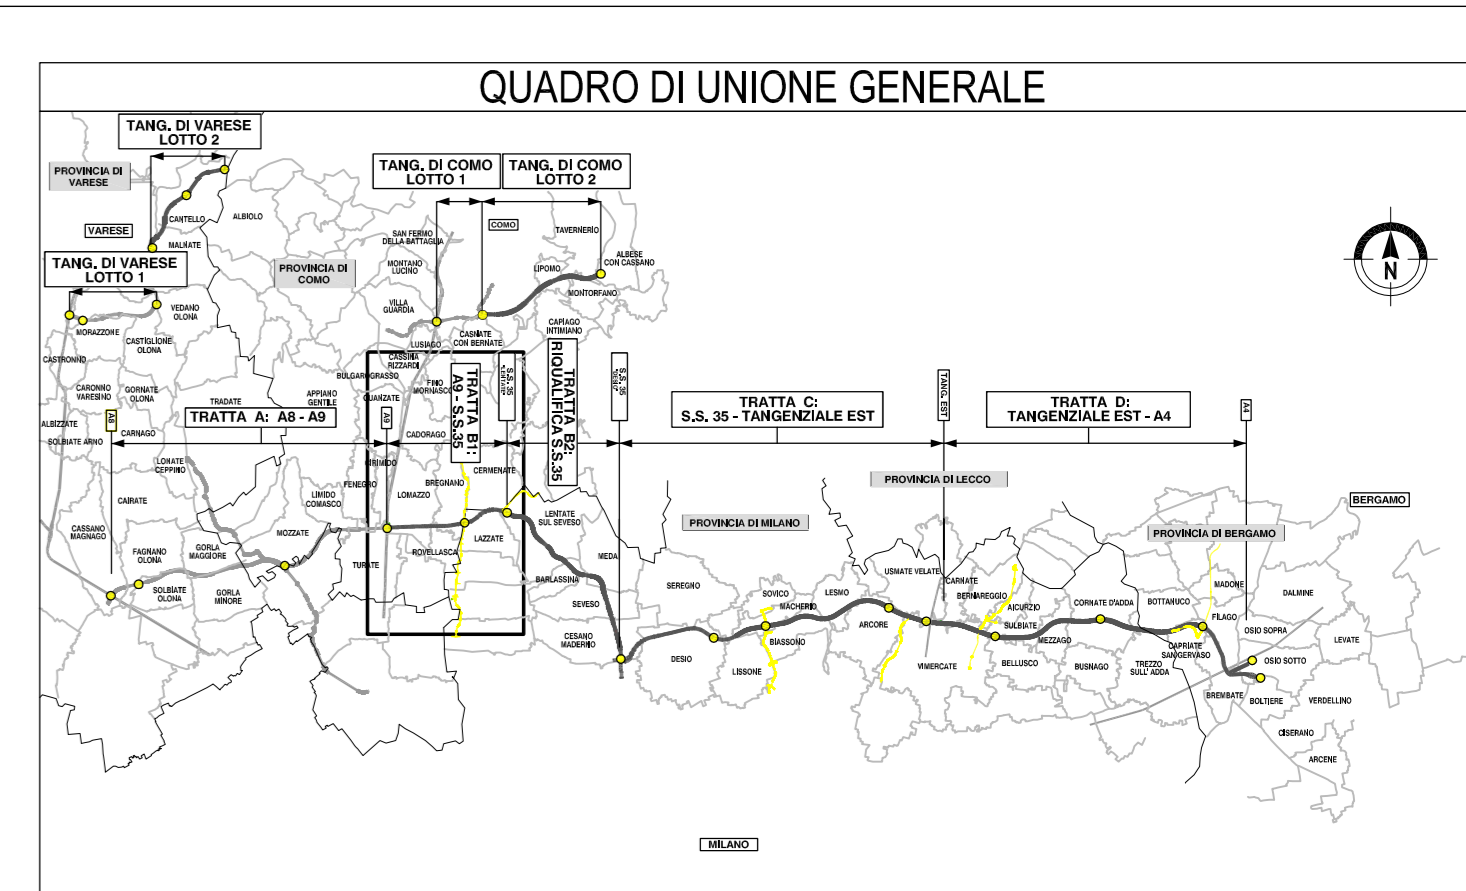 QUADRO DI UNIONE GENERALE
TANG. DI VARESE
LOTTO 2
PROVINCIA DI
VARESE
VARESE
CANTELLO
ALBIOLO
MALNATE
TANG. DI VARESE
LOTTO 1
TANG. DI COMO
LOTTO 1
TANG. DI COMO
LOTTO 2
COMO
SAN FERMO
DELLA BATTAGLIA
TAVERNERIO
ALBESE
CON CASSANO
PROVINCIA DI
COMO
MONTANO
LUCINO
LIPOMO
MONTORFANO
VILLA
GUARDIA
VEDANO
OLONA
MORAZZONE
CASTIGLIONE
OLONA
CASTRONNO
LUSIAGO
CASNATE
CON BERNATE
CAPIAGO
INTIMIANO
CASSINA
RIZZARDI
BULGAROGRASSO
FINO
MORNASCO
GUANZATE
APPIANO
GENTILE
CARONNO
VARESINO
GORNATE
OLONA
TRADATE
ALBIZZATE
SOLBIATE ARNO
CARNAGO
A8
TRATTA A: A8 - A9
A9
TRATTA B1:
A9 - S.S.35
S.S. 35
TRATTA B2:
RIQUALIFICA S.S.35
S.S. 35
TRATTA C:
S.S. 35 - TANGENZIALE EST
TANG. EST
TRATTA D:
TANGENZIALE EST - A4
A4
N
CADORAGO
CIRIMIDO
LONATE
CEPPINO
FENEGRO
LOMAZZO
BREGNANO
CERMENATE
LIMIDO
COMASCO
CAIRATE
CASSANO
MAGNAGO
MOZZATE
LENTATE
SUL SEVESO
LAZZATE
ROVELLASCA
TURATE
GORLA
MAGGIORE
FAGNANO
OLONA
SOLBIATE
OLONA
GORLA
MINORE
MEDA
BARLASSINA
SEVESO
CESANO
MADERNO
PROVINCIA DI MILANO
PROVINCIA DI LECCO
PROVINCIA DI BERGAMO
BERGAMO
SEREGNO
SOVICO
MACHERIO
LESMO
BIASSONO
DESIO
LISSONE
ARCORE
USMATE VELATE
CARNATE
BERNAREGGIO
AICURZIO
SULBIATE
MEZZAGO
VIMERCATE
BELLUSCO
BUSNAGO
CORNATE D'ADDA
BOTTANUCO
MADONE
FILAGO
DALMINE
OSIO SOPRA
LEVATE
CAPRIATE
SANGERVASO
TREZZO
SULL' ADDA
OSIO SOTTO
BREMBATE
BOLTIERE
VERDELLINO
CISERANO
ARCENE
MILANO